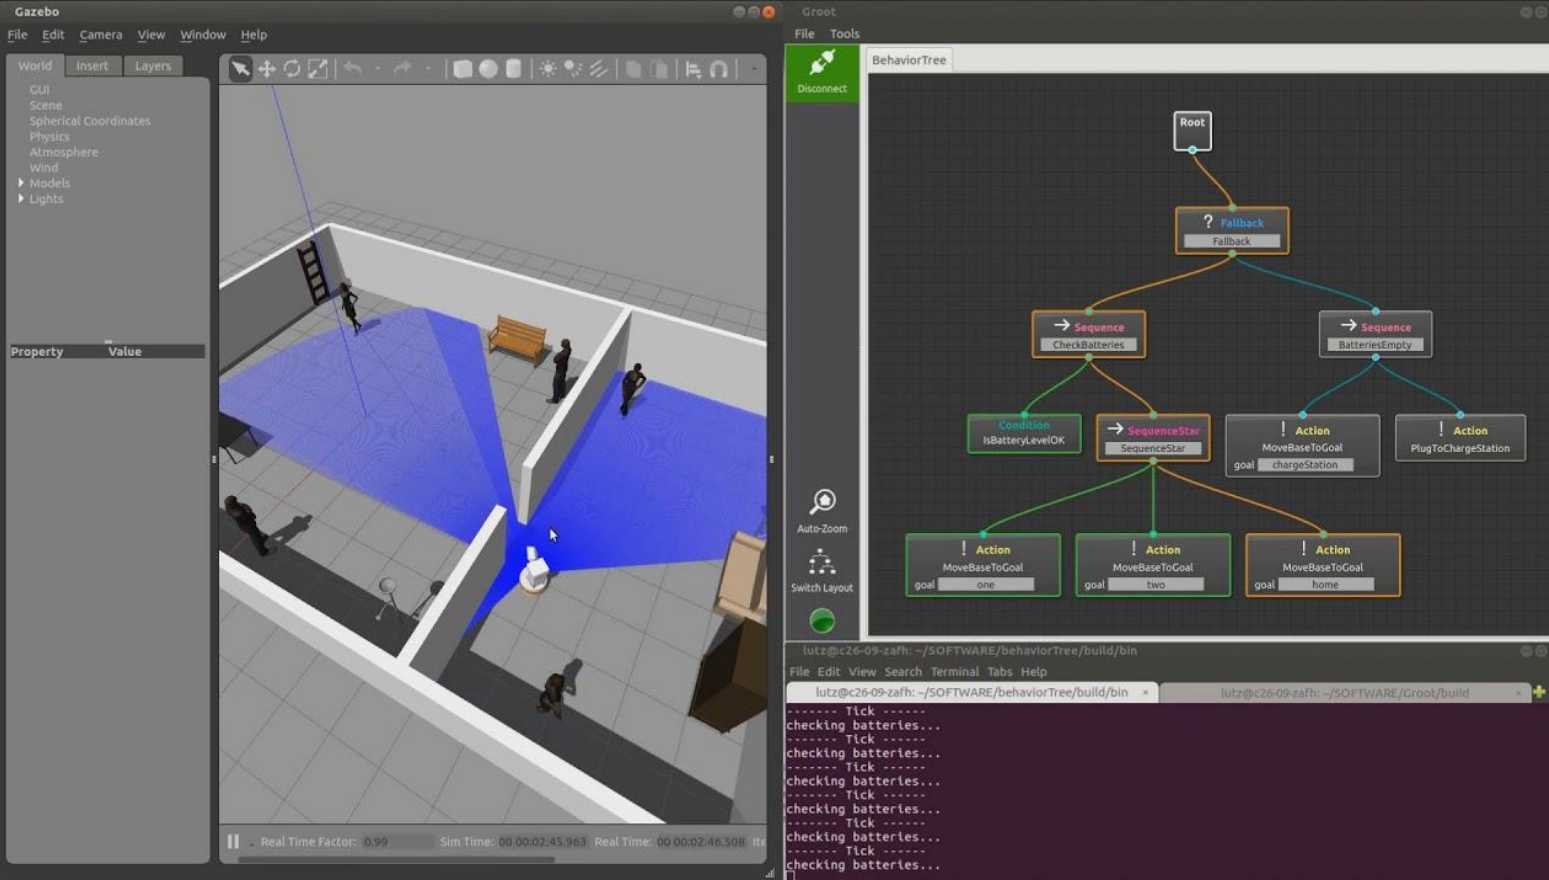 Gazebo
File Edit Camera View Window Help
World Insert Layers
GUI
Scene
Spherical Coordinates
Physics
Atmosphere
Wind
Models
Lights
Property Value
Real Time Factor: 0.99 Sim Time: 00 00:02:45.963 Real Time: 00 00:02:46.508 Ite
Groot
File Tools
Disconnect
BehaviorTree
Root
? Fallback
Fallback
→ Sequence
CheckBatteries
→ Sequence
BatteriesEmpty
Condition
IsBatteryLevelOK
→ SequenceStar
SequenceStar
! Action
MoveBaseToGoal
goal chargeStation
! Action
PlugToChargeStation
! Action
MoveBaseToGoal
goal one
! Action
MoveBaseToGoal
goal two
! Action
MoveBaseToGoal
goal home
Auto-Zoom
Switch Layout
lutz@c26-09-zafh: ~/SOFTWARE/behaviorTree/build/bin
File Edit View Search Terminal Tabs Help
lutz@c26-09-zafh: ~/SOFTWARE/behaviorTree/build/bin × lutz@c26-09-zafh: ~/SOFTWARE/Groot/build ×
------- Tick ------
checking batteries...
------- Tick ------
checking batteries...
------- Tick ------
checking batteries...
------- Tick ------
checking batteries...
------- Tick ------
checking batteries...
------- Tick ------
checking batteries...